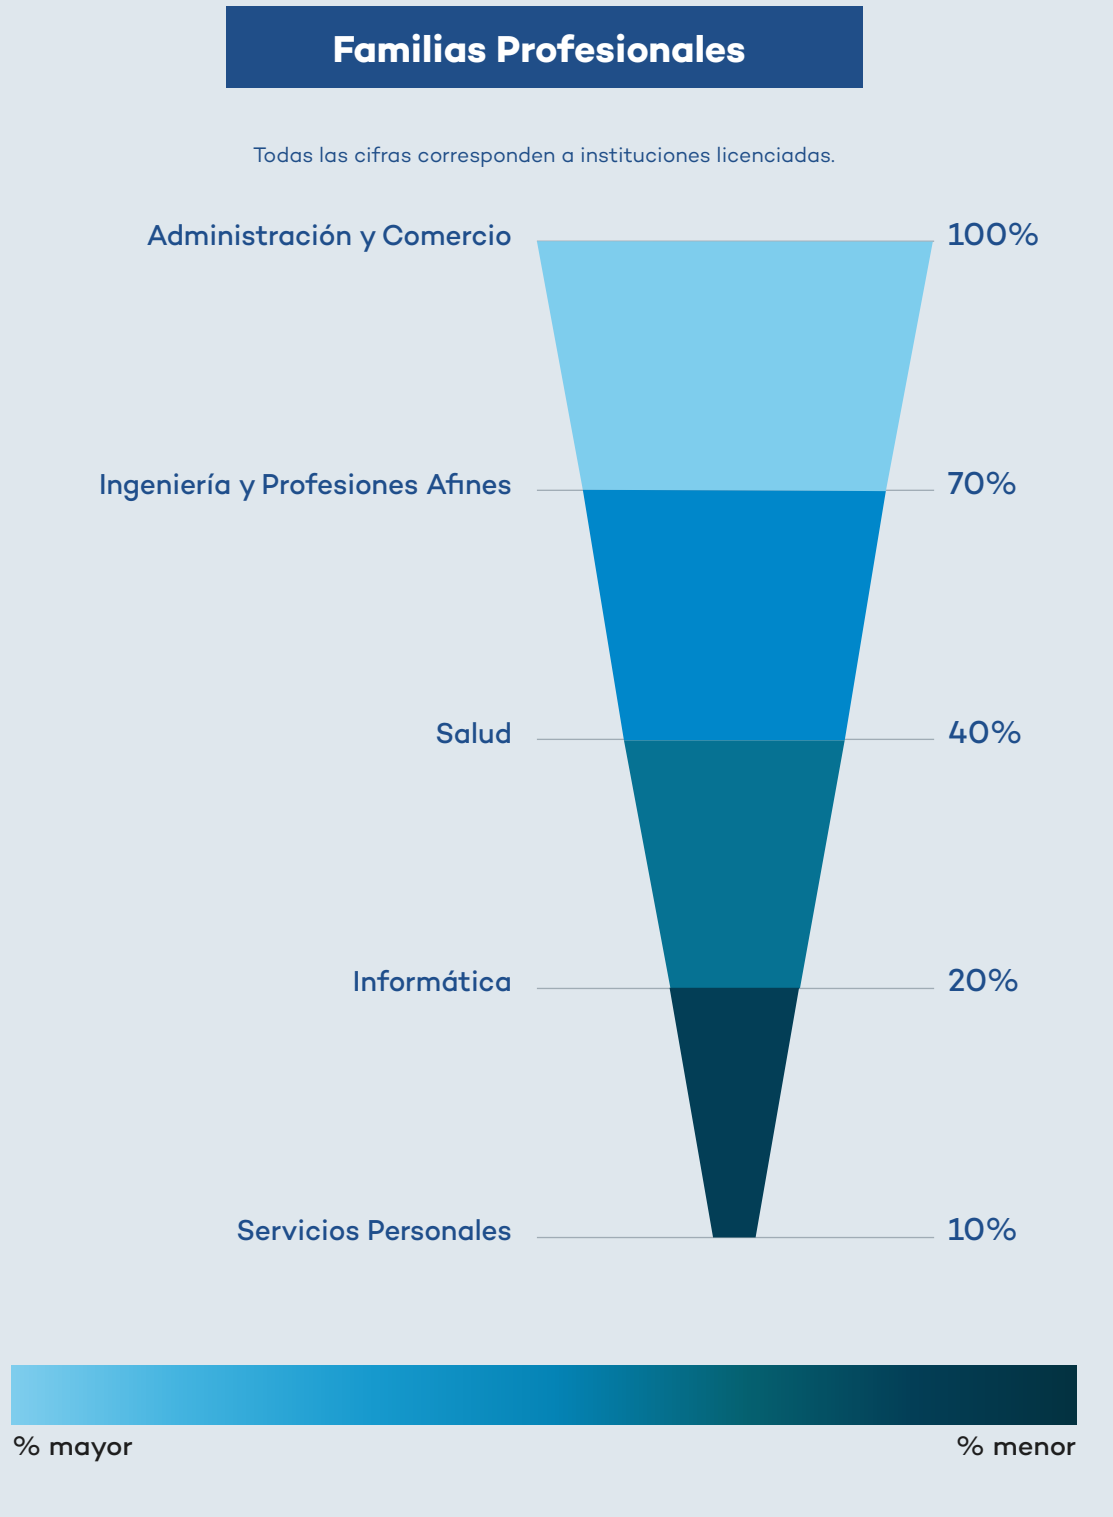 Familias Profesionales
Todas las cifras corresponden a instituciones licenciadas.
Administración y Comercio 100%
Ingeniería y Profesiones Afines 70%
Salud 40%
Informática 20%
Servicios Personales 10%
% mayor % menor